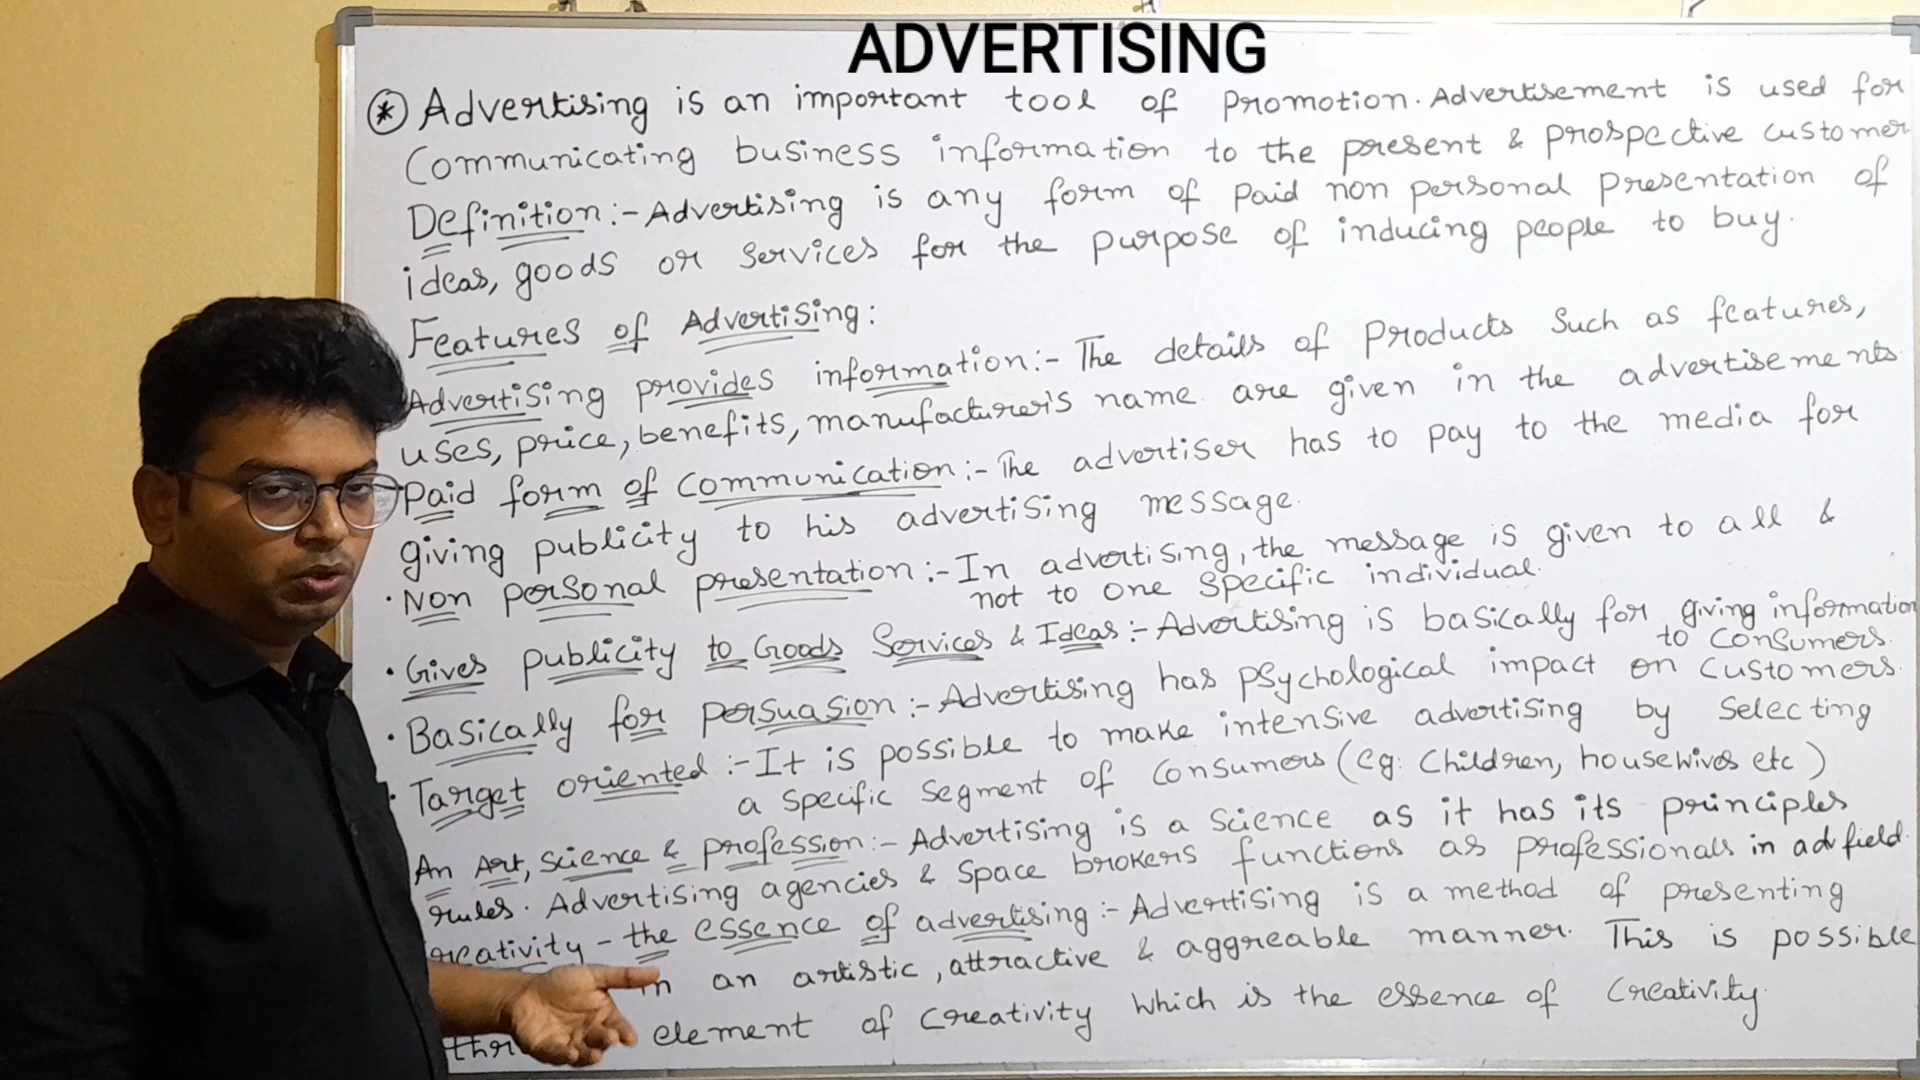 ADVERTISING
* Advertising is an important tool of Promotion. Advertisement is used for
Communicating business information to the present & prospective customer
Definition:- Advertising is any form of paid non personal presentation of
ideas, goods or services for the purpose of inducing people to buy.
Features of Advertising:
Advertising provides information:- The details of Products such as features,
uses, price, benefits, manufacturer's name are given in the advertisements.
Paid form of communication:- The advertiser has to pay to the media for
giving publicity to his advertising message.
· Non personal presentation:- In advertising, the message is given to all &
not to one specific individual.
· Gives publicity to Goods Services & Ideas:- Advertising is basically for giving information
to consumers.
· Basically for persuasion:- Advertising has psychological impact on customers.
· Target oriented:- It is possible to make intensive advertising by selecting
a specific segment of consumers (eg: Children, housewives etc)
An Art, Science & profession:- Advertising is a science as it has its principles
rules. Advertising agencies & Space brokers functions as professionals in ad field.
reativity - the essence of advertising:- Advertising is a method of presenting
in an artistic, attractive & aggreable manner. This is possible
thr element of creativity which is the essence of creativity.